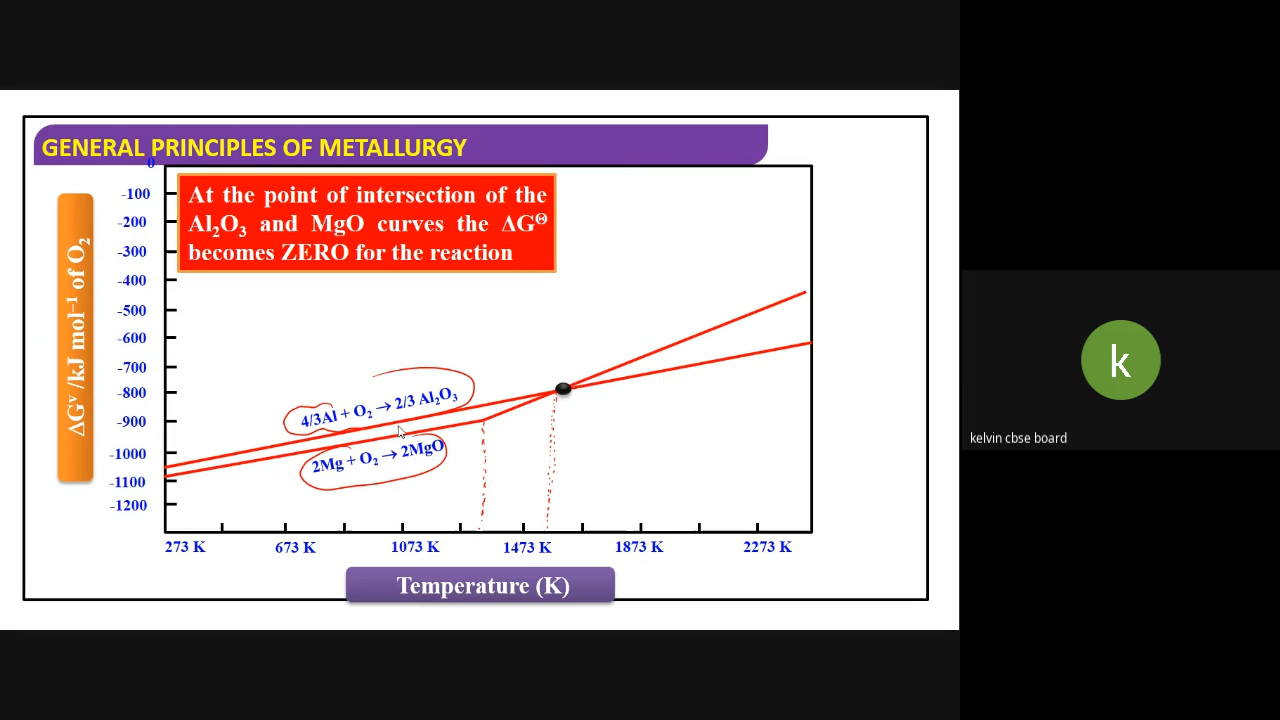 GENERAL PRINCIPLES OF METALLURGY
0
-100
-200
-300
-400
-500
-600
-700
-800
-900
-1000
-1100
-1200
ΔGᵛ /kJ mol⁻¹ of O₂
At the point of intersection of the
Al₂O₃ and MgO curves the ΔG^Θ
becomes ZERO for the reaction
4/3Al + O₂ → 2/3 Al₂O₃
2Mg + O₂ → 2MgO
273 K 673 K 1073 K 1473 K 1873 K 2273 K
Temperature (K)
k
kelvin cbse board